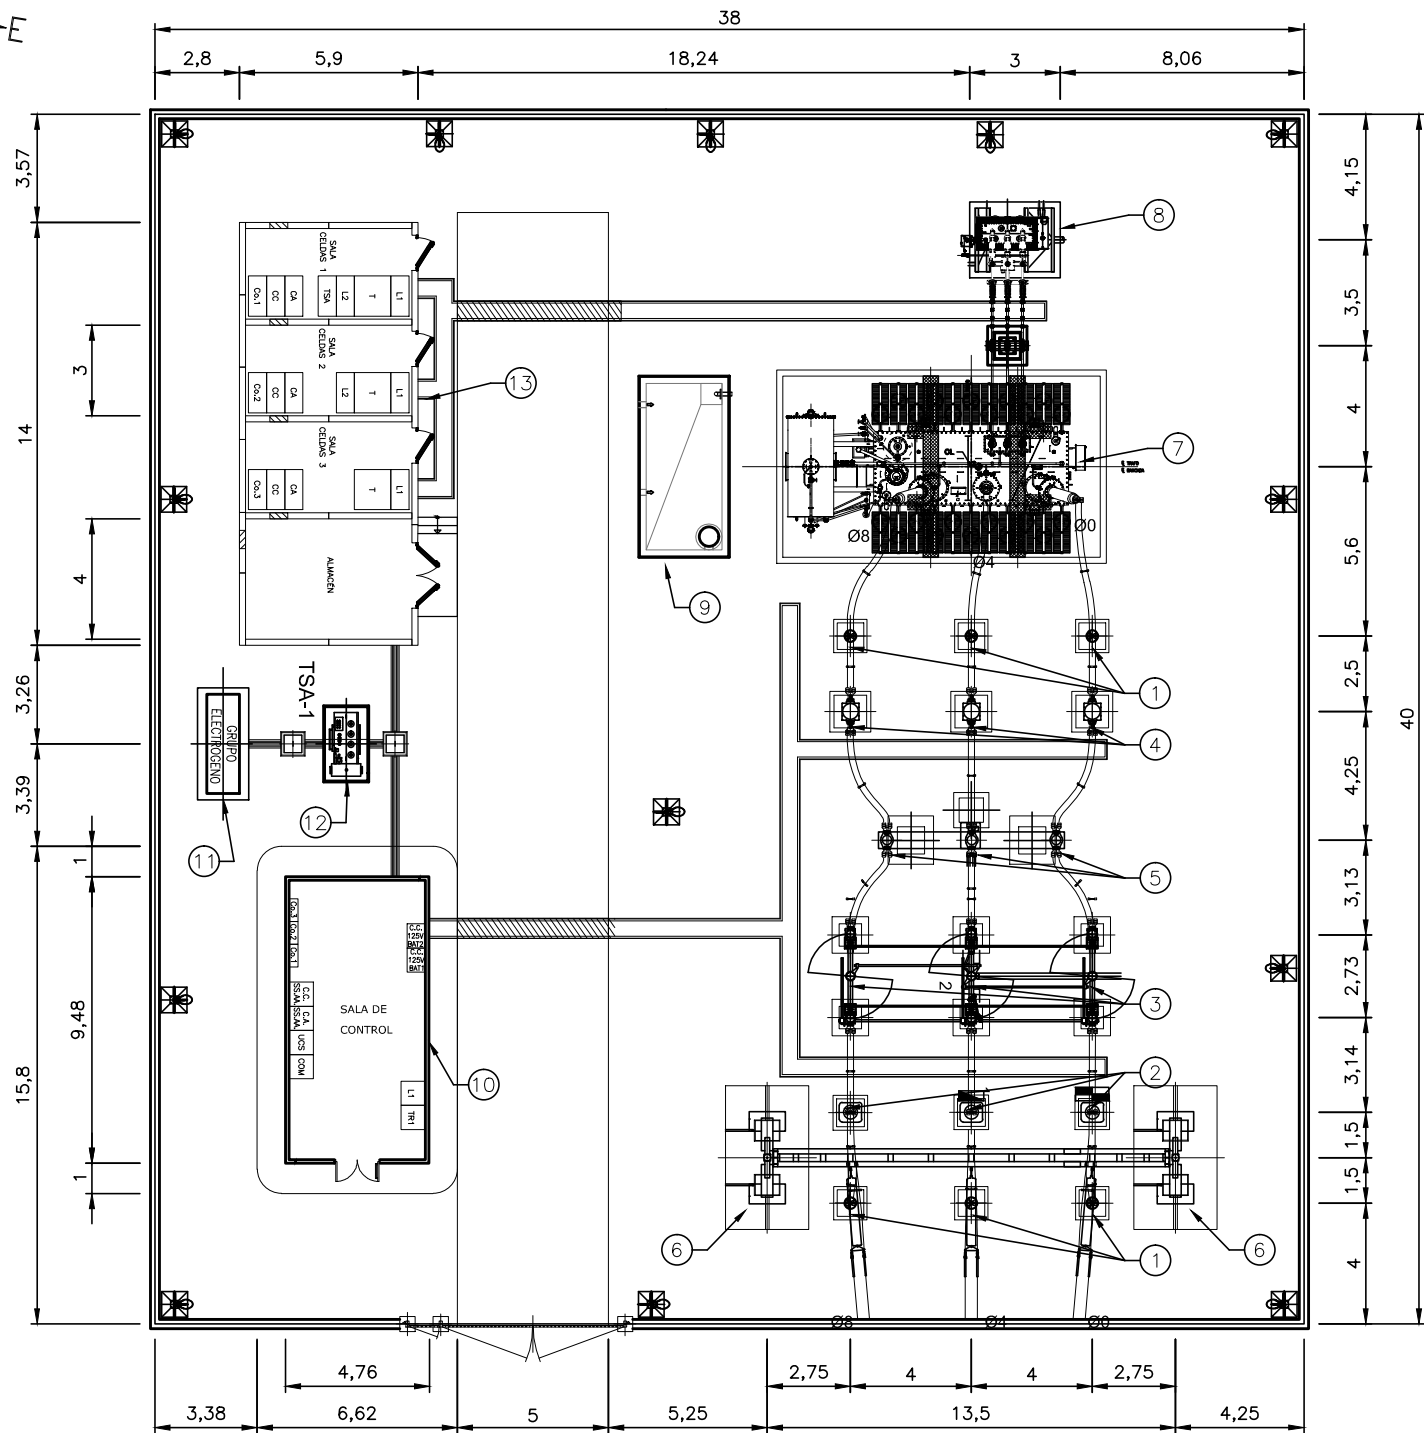 E
38
2,8
5,9
18,24
3
8,06
3,57
14
3
4
3,26
3,39
1
15,8
9,48
1
4,15
3,5
4
5,6
2,5
4,25
40
3,13
2,73
3,14
1,5
1,5
4
SALA
CELDAS 1
Co.1
CC
CA
TSA
L2
T
L1
SALA
CELDAS 2
Co.2
CC
CA
L2
T
L1
SALA
CELDAS 3
Co.3
CC
CA
T
L1
ALMACÉN
8
13
7
OL
Ø8
Ø4
Ø0
9
1
4
TSA-1
GRUPO
ELECTROGENO
12
11
5
C.C.
125V
BAT2
C.C.
125V
BAT1
Co.3
Co.2
Co.1
C.C.
SS.AA.
C.A.
SS.AA.
UCS
COM
SALA DE
CONTROL
L1
TR1
10
2
3
2
6
1
6
Ø8
Ø4
Ø0
4,76
2,75
4
4
2,75
3,38
6,62
5
5,25
13,5
4,25